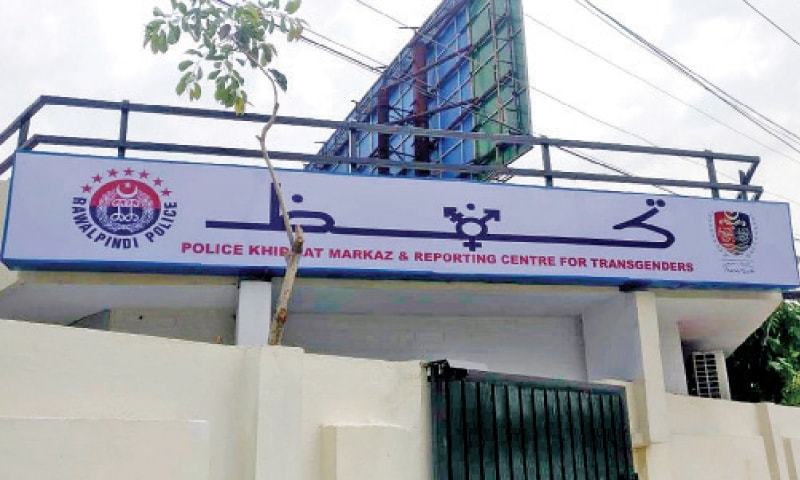 تحفظ
RAWALPINDI POLICE
POLICE KHIDMAT MARKAZ & REPORTING CENTRE FOR TRANSGENDERS